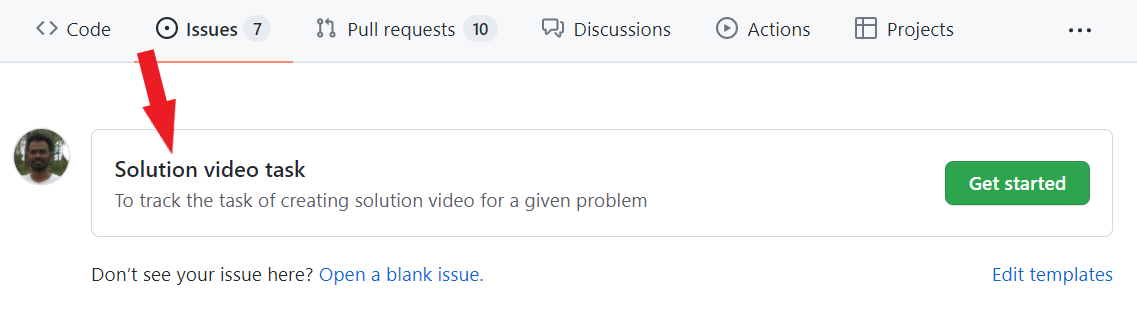 Code Issues 7 Pull requests 10 Discussions Actions Projects ...
Solution video task
To track the task of creating solution video for a given problem
Get started
Don’t see your issue here? Open a blank issue. Edit templates